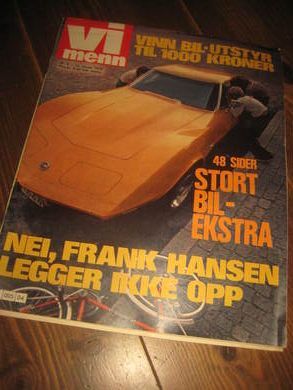 vi
menn
VINN BIL-UTSTYR
TIL 1000 KRONER
48 SIDER
STORT
BIL-
EKSTRA
NEI, FRANK HANSEN
LEGGER IKKE OPP